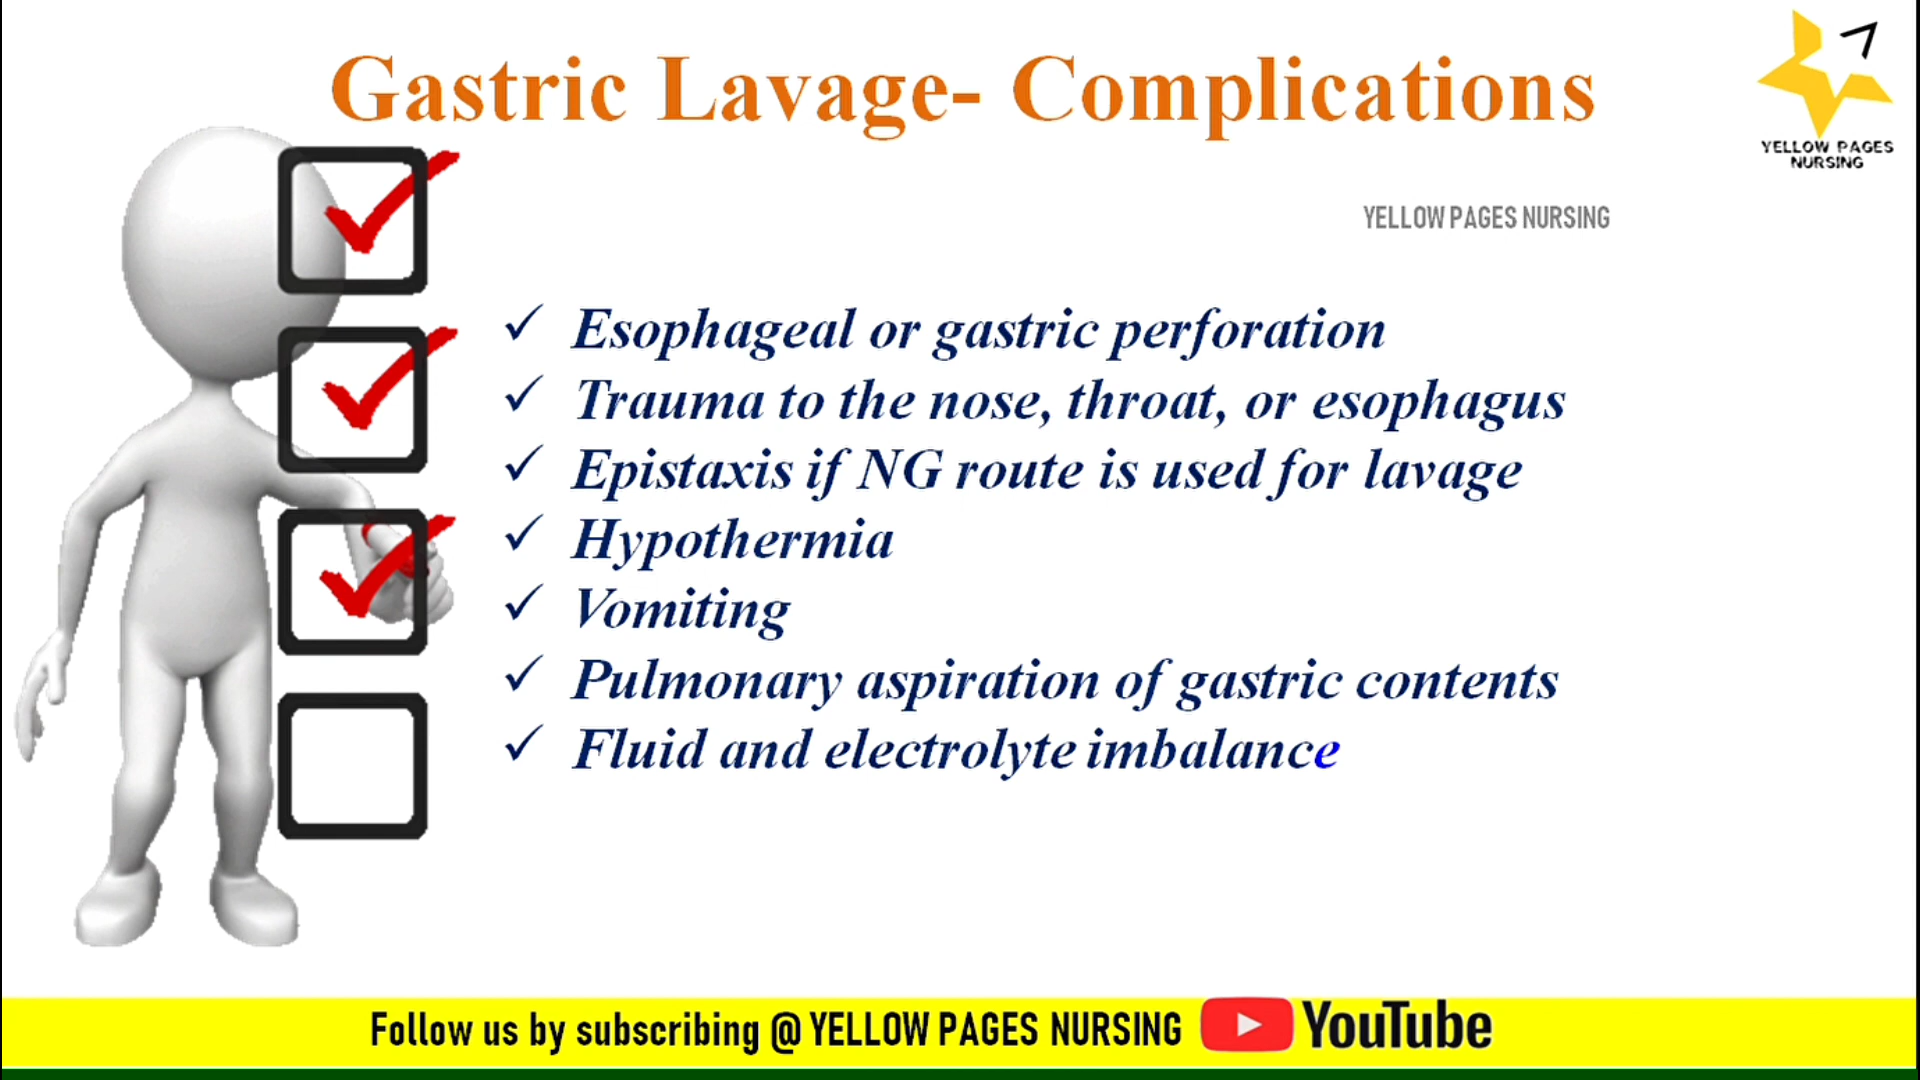 Gastric Lavage- Complications
YELLOW PAGES
NURSING
YELLOW PAGES NURSING
✓ Esophageal or gastric perforation
✓ Trauma to the nose, throat, or esophagus
✓ Epistaxis if NG route is used for lavage
✓ Hypothermia
✓ Vomiting
✓ Pulmonary aspiration of gastric contents
✓ Fluid and electrolyte imbalance
Follow us by subscribing @ YELLOW PAGES NURSING YouTube